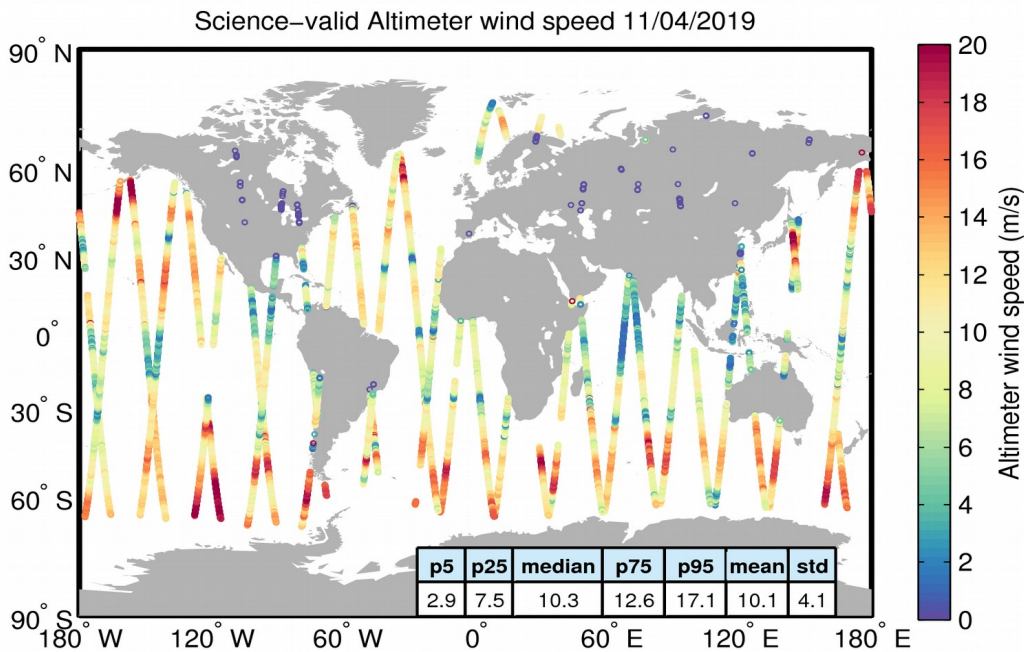 Science−valid Altimeter wind speed 11/04/2019
90° N
60° N
30° N
0°
30° S
60° S
90° S
180° W
120° W
60° W
0°
60° E
120° E
180° E
p5 p25 median p75 p95 mean std
2.9 7.5 10.3 12.6 17.1 10.1 4.1
20
18
16
14
12
10
8
6
4
2
0
Altimeter wind speed (m/s)